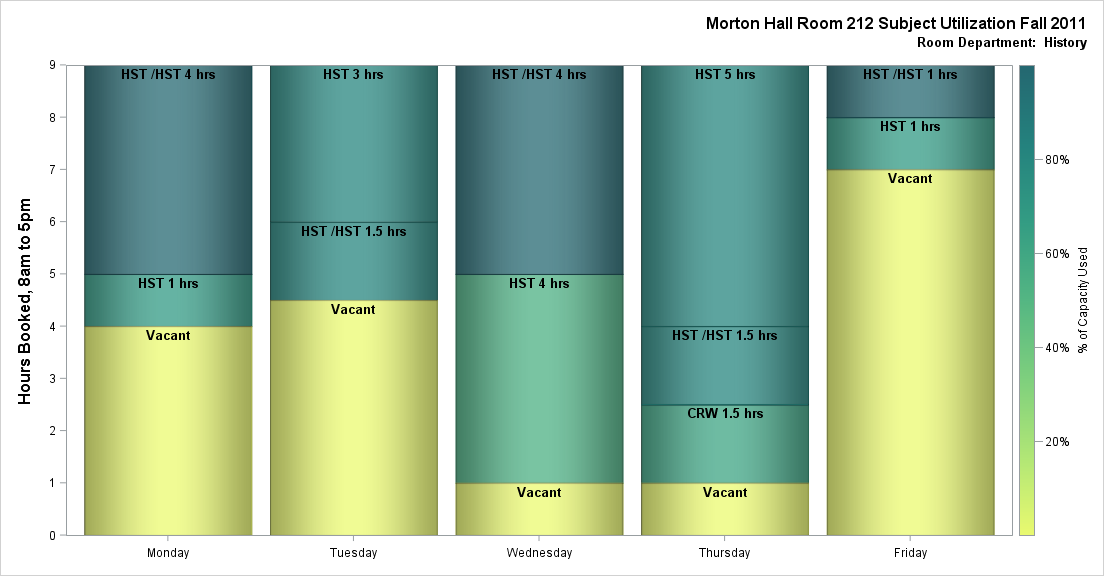 Morton Hall Room 212 Subject Utilization Fall 2011
Room Department: History
Hours Booked, 8am to 5pm
9
8
7
6
5
4
3
2
1
0
HST /HST 4 hrs
HST 1 hrs
Vacant
HST 3 hrs
HST /HST 1.5 hrs
Vacant
HST /HST 4 hrs
HST 4 hrs
Vacant
HST 5 hrs
HST /HST 1.5 hrs
CRW 1.5 hrs
Vacant
HST /HST 1 hrs
HST 1 hrs
Vacant
Monday
Tuesday
Wednesday
Thursday
Friday
80%
60%
40%
20%
% of Capacity Used